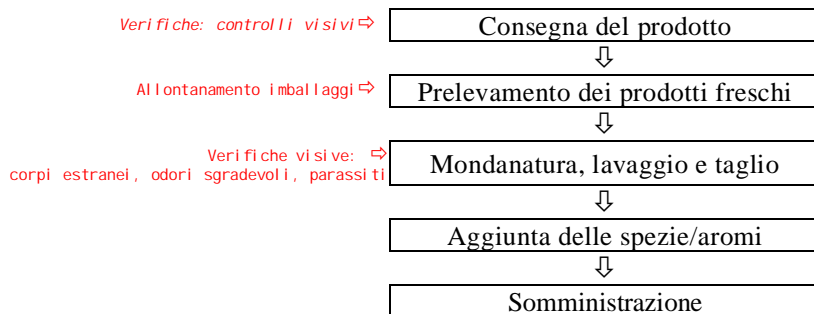 Verifiche: controlli visivi⇨ Consegna del prodotto
Allontanamento imballaggi⇨ Prelevamento dei prodotti freschi
Verifiche visive: ⇨
corpi estranei, odori sgradevoli, parassiti
Mondanatura, lavaggio e taglio
Aggiunta delle spezie/aromi
Somministrazione